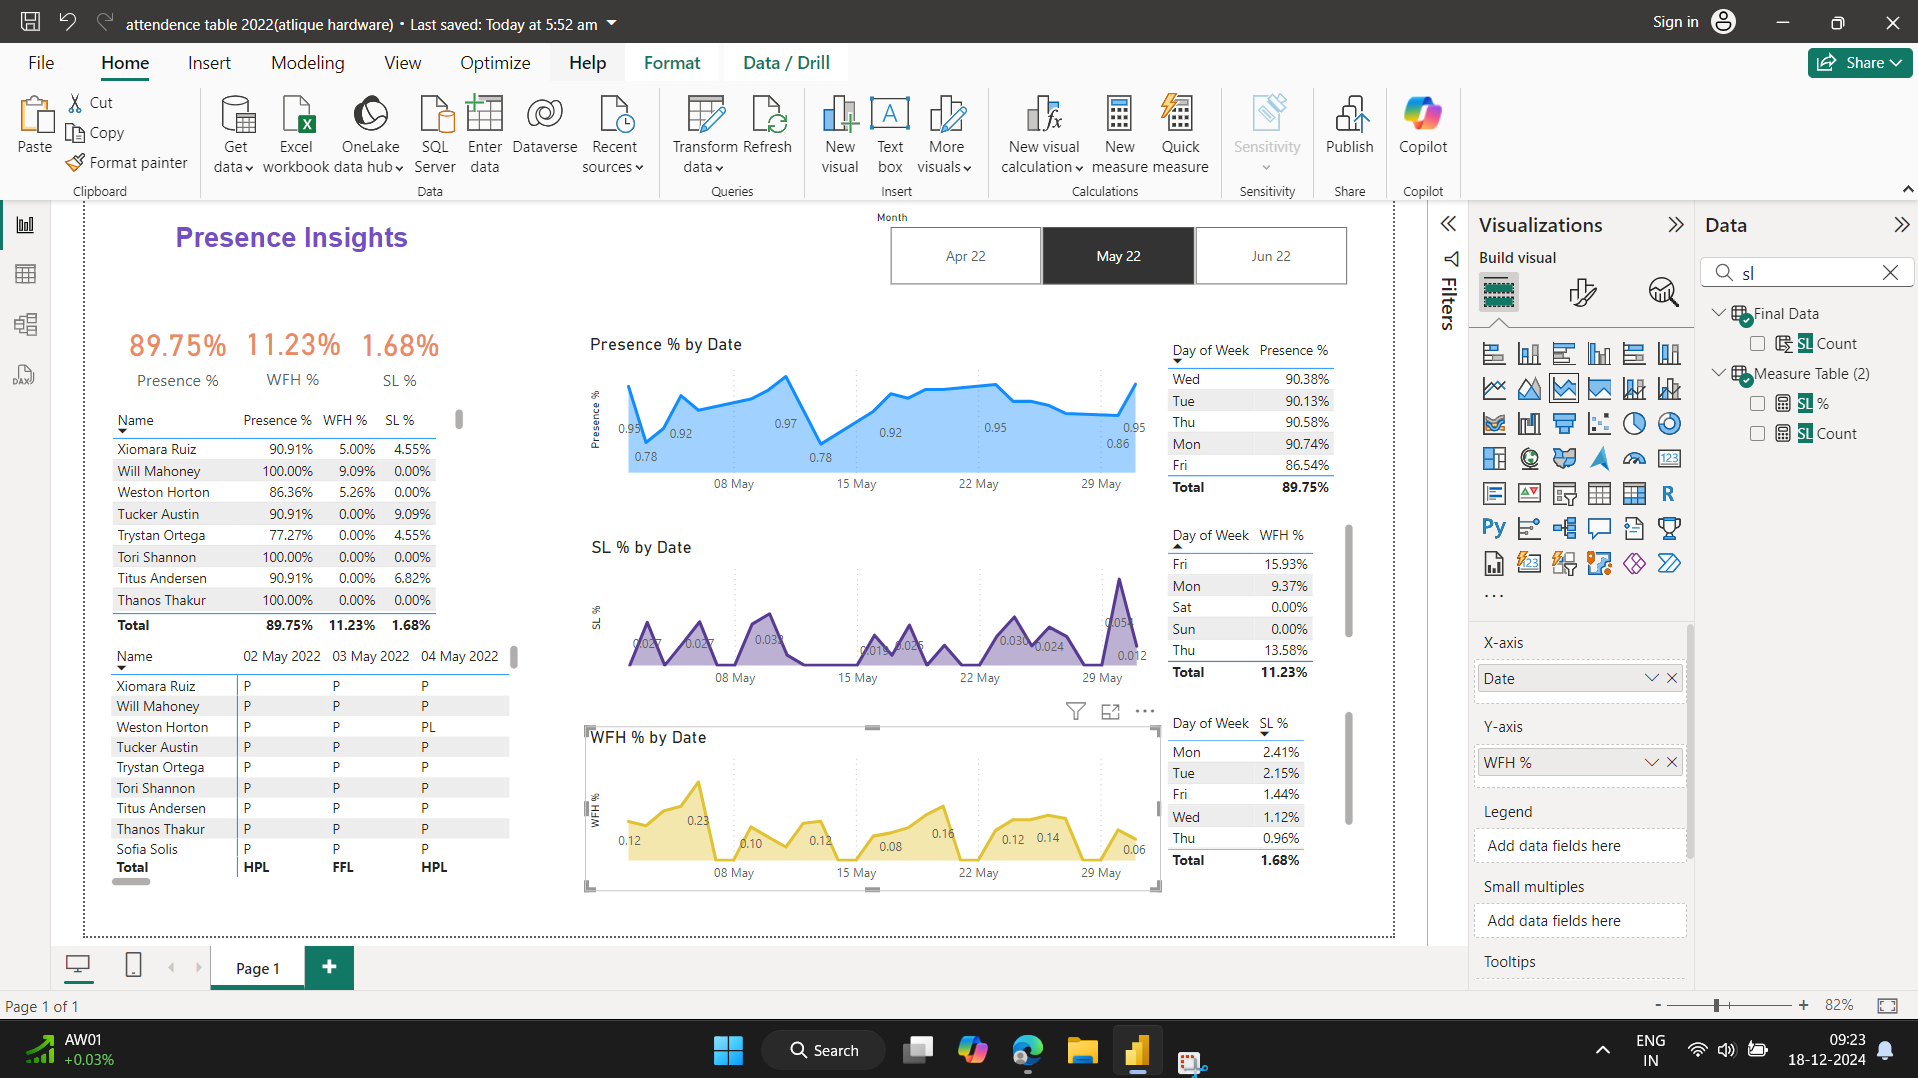 attendence table 2022(atlique hardware) • Last saved: Today at 5:52 am
Sign in
File Home Insert Modeling View Optimize Help Format Data / Drill
Share
Paste
Cut
Copy
Format painter
Clipboard
Get data
Excel workbook
OneLake data hub
SQL Server
Enter data
Dataverse
Recent sources
Data
Transform data
Refresh
Queries
New visual
Text box
More visuals
Insert
New visual calculation
New measure
Quick measure
Calculations
Sensitivity
Sensitivity
Publish
Share
Copilot
Copilot
Presence Insights
Month
Apr 22 May 22 Jun 22
89.75% 11.23% 1.68%
Presence % WFH % SL %
Name Presence % WFH % SL %
Xiomara Ruiz 90.91% 5.00% 4.55%
Will Mahoney 100.00% 9.09% 0.00%
Weston Horton 86.36% 5.26% 0.00%
Tucker Austin 90.91% 0.00% 9.09%
Trystan Ortega 77.27% 0.00% 4.55%
Tori Shannon 100.00% 0.00% 0.00%
Titus Andersen 90.91% 0.00% 6.82%
Thanos Thakur 100.00% 0.00% 0.00%
Total 89.75% 11.23% 1.68%
Name 02 May 2022 03 May 2022 04 May 2022
Xiomara Ruiz P P P
Will Mahoney P P P
Weston Horton P P PL
Tucker Austin P P P
Trystan Ortega P P P
Tori Shannon P P P
Titus Andersen P P P
Thanos Thakur P P P
Sofia Solis P P P
Total HPL FFL HPL
Presence % by Date
Presence %
0.95 0.78 0.92 0.97 0.78 0.92 0.95 0.86 0.95
08 May 15 May 22 May 29 May
SL % by Date
SL %
0.027 0.027 0.032 0.019 0.025 0.030 0.024 0.054 0.012
08 May 15 May 22 May 29 May
WFH % by Date
WFH %
0.12 0.23 0.10 0.12 0.08 0.16 0.12 0.14 0.06
08 May 15 May 22 May 29 May
Day of Week Presence %
Wed 90.38%
Tue 90.13%
Thu 90.58%
Mon 90.74%
Fri 86.54%
Total 89.75%
Day of Week WFH %
Fri 15.93%
Mon 9.37%
Sat 0.00%
Sun 0.00%
Thu 13.58%
Total 11.23%
Day of Week SL %
Mon 2.41%
Tue 2.15%
Fri 1.44%
Wed 1.12%
Thu 0.96%
Total 1.68%
Filters
Visualizations
Build visual
123
R
Py
123
X-axis
Date
Y-axis
WFH %
Legend
Add data fields here
Small multiples
Add data fields here
Tooltips
Data
sl
Final Data
SL Count
Measure Table (2)
SL %
SL Count
Page 1
Page 1 of 1
82%
AW01
+0.03%
Search
ENG
IN
09:23
18-12-2024